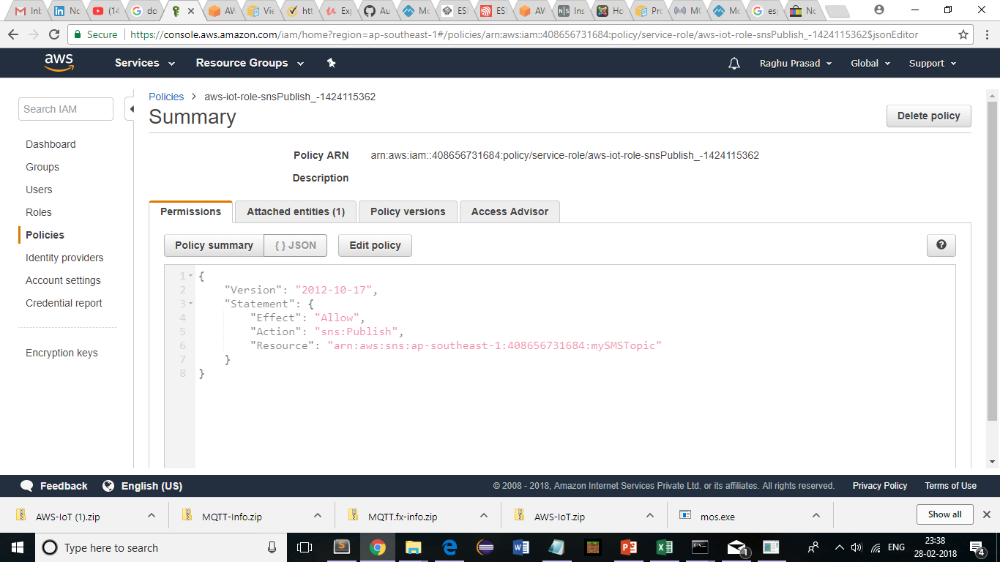 Inb
Nc
(14
do
AW
Vie
htt
Exp
Au
Mc
ESI
ESI
AW
Ins
Ho
Pro
MC
Mc
esp
Nc
Secure
https://console.aws.amazon.com/iam/home?region=ap-southeast-1#/policies/arn:aws:iam::408656731684:policy/service-role/aws-iot-role-snsPublish_-1424115362$jsonEditor
aws Services Resource Groups Raghu Prasad Global Support
Search IAM
Dashboard
Groups
Users
Roles
Policies
Identity providers
Account settings
Credential report
Encryption keys
Policies > aws-iot-role-snsPublish_-1424115362
Summary
Delete policy
Policy ARN arn:aws:iam::408656731684:policy/service-role/aws-iot-role-snsPublish_-1424115362
Description
Permissions Attached entities (1) Policy versions Access Advisor
Policy summary { } JSON Edit policy ?
1 {
2 "Version": "2012-10-17",
3 "Statement": {
4 "Effect": "Allow",
5 "Action": "sns:Publish",
6 "Resource": "arn:aws:sns:ap-southeast-1:408656731684:mySMSTopic"
7 }
8 }
Feedback English (US) © 2008 - 2018, Amazon Internet Services Private Ltd. or its affiliates. All rights reserved. Privacy Policy Terms of Use
AWS-IoT (1).zip MQTT-Info.zip MQTT.fx-info.zip AWS-IoT.zip mos.exe Show all
Type here to search
1
ENG
23:38
28-02-2018
4